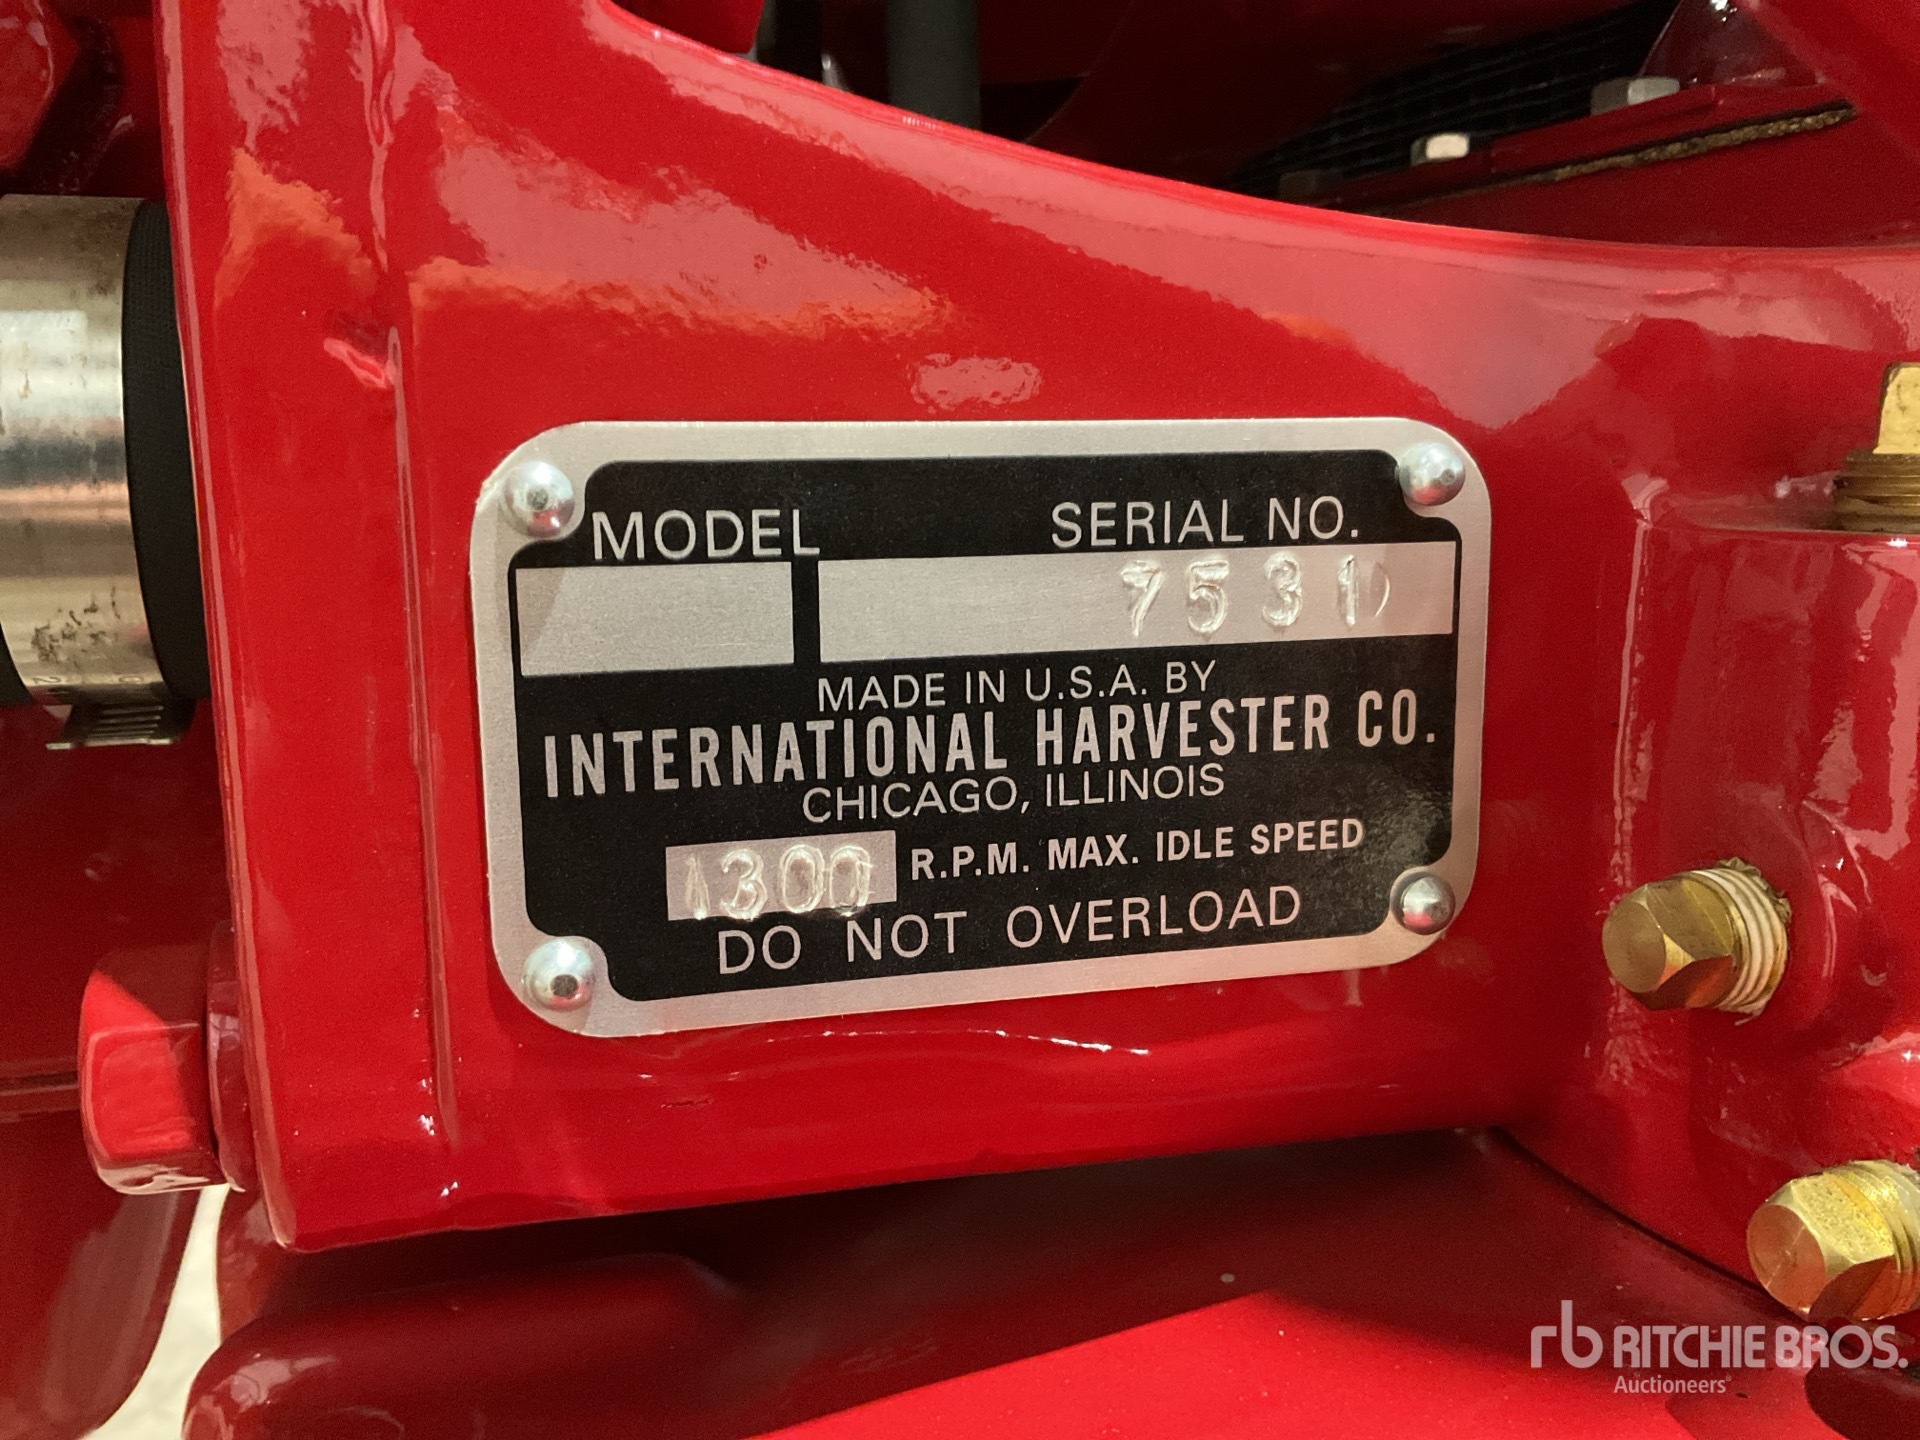 MODEL SERIAL NO.
7531
MADE IN U.S.A. BY
INTERNATIONAL HARVESTER CO.
CHICAGO, ILLINOIS
1300 R.P.M. MAX. IDLE SPEED
DO NOT OVERLOAD
rb RITCHIE BROS.
Auctioneers